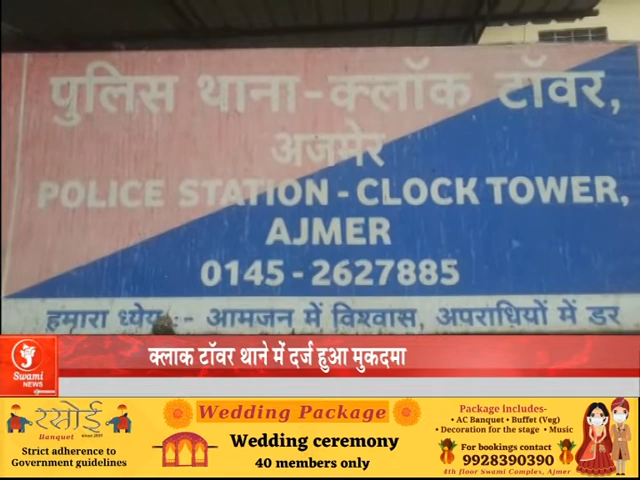 पुलिस थाना - क्लॉक टॉवर,
अजमेर
POLICE STATION - CLOCK TOWER,
AJMER
0145 - 2627885
हमारा ध्येय :- आमजन में विश्वास, अपराधियों में डर
क्लाक टॉवर थाने में दर्ज हुआ मुकदमा
Swami
NEWS
रसोई
Banquet since 2001
Strict adherence to
Government guidelines
Wedding Package
Wedding ceremony
40 members only
Package includes-
• AC Banquet • Buffet (Veg)
• Decoration for the stage • Music
For bookings contact
9928390390
4th floor Swami Complex, Ajmer